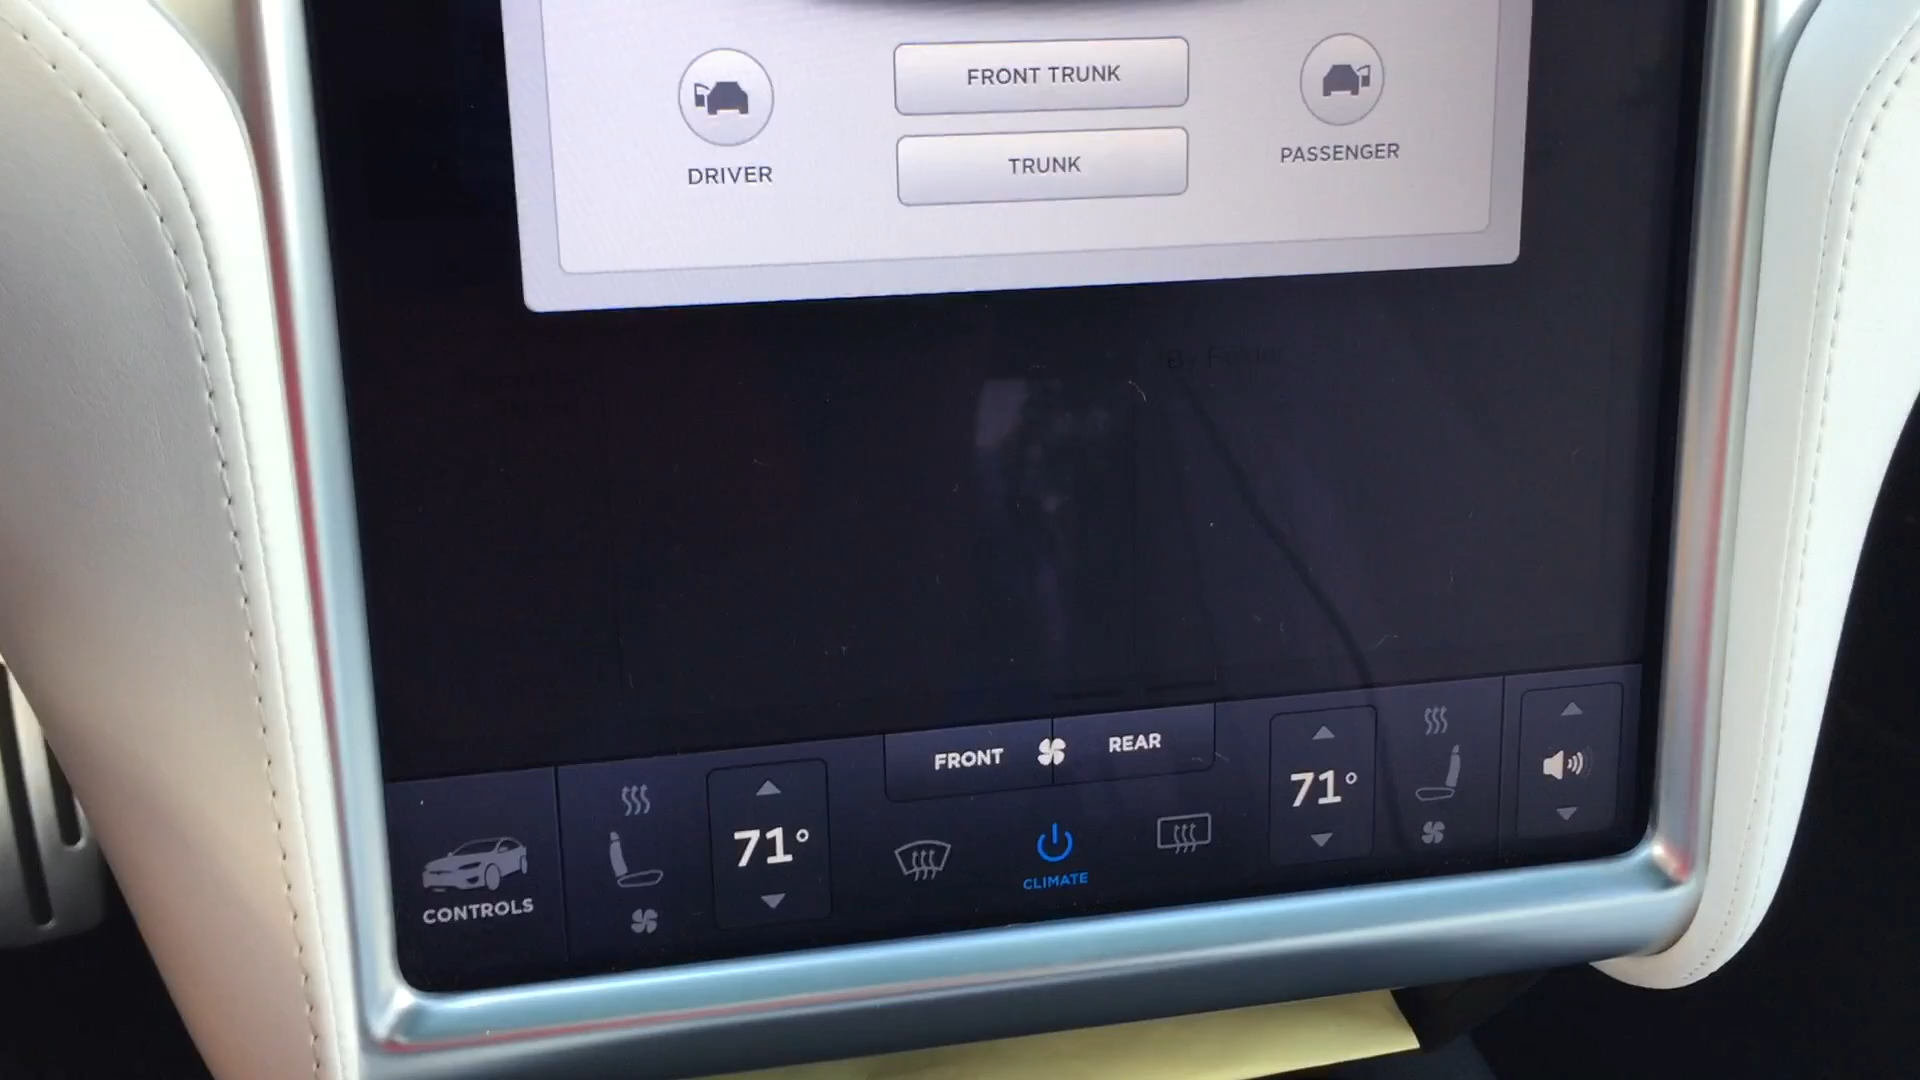 FRONT TRUNK
DRIVER
TRUNK
PASSENGER
FRONT
REAR
71°
71°
CONTROLS
CLIMATE